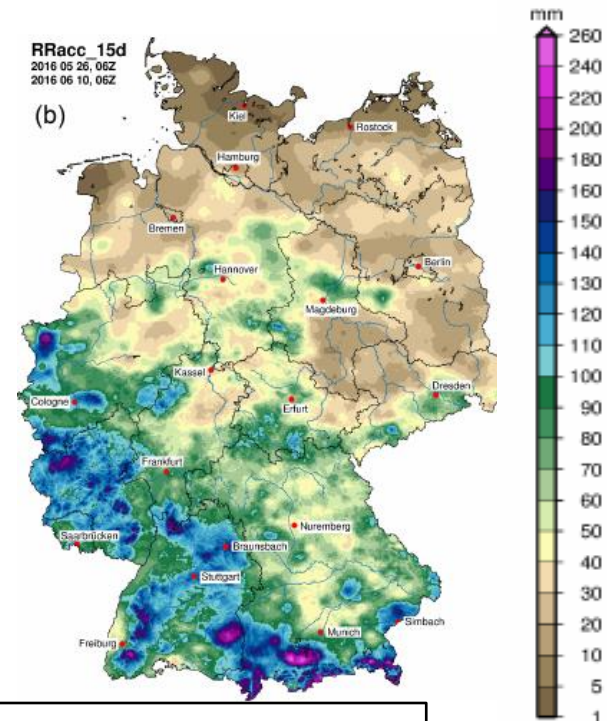 mm
RRacc_15d
2016 05 26, 06Z
2016 06 10, 06Z
(b)
Kiel
Rostock
Hamburg
Bremen
Berlin
Hannover
Magdeburg
Kassel
Cologne
Erfurt
Dresden
Frankfurt
Nuremberg
Saarbrücken
Braunsbach
Stuttgart
Simbach
Munich
Freiburg
260
240
220
200
180
160
150
140
130
120
110
100
90
80
70
60
50
40
30
20
10
5
1